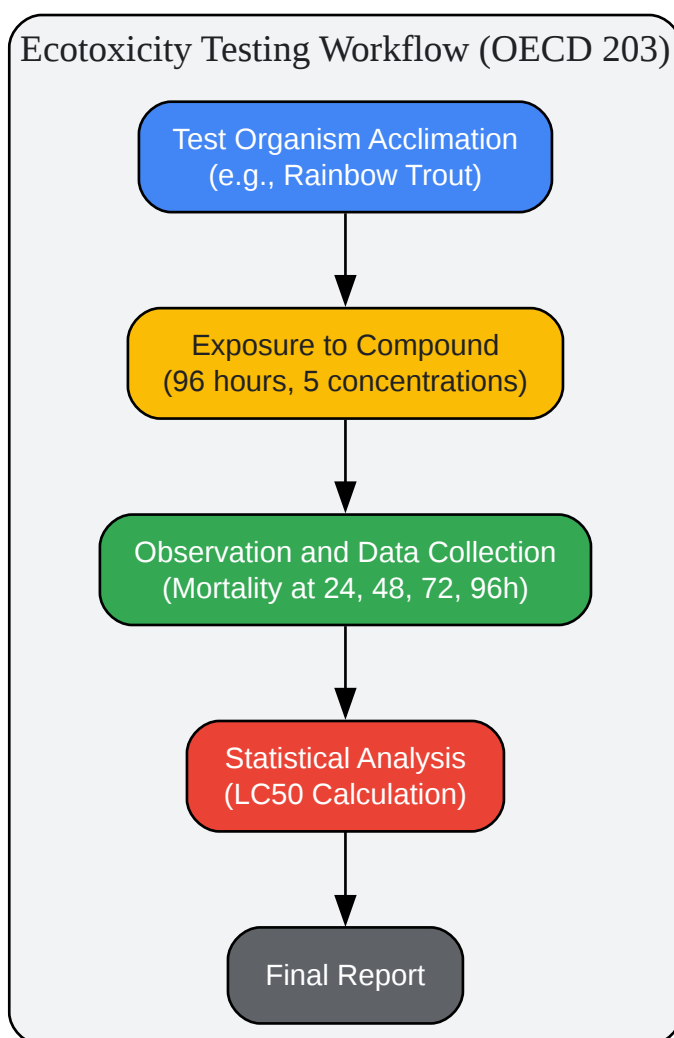 Ecotoxicity Testing Workflow (OECD 203)
Test Organism Acclimation
(e.g., Rainbow Trout)
Exposure to Compound
(96 hours, 5 concentrations)
Observation and Data Collection
(Mortality at 24, 48, 72, 96h)
Statistical Analysis
(LC50 Calculation)
Final Report